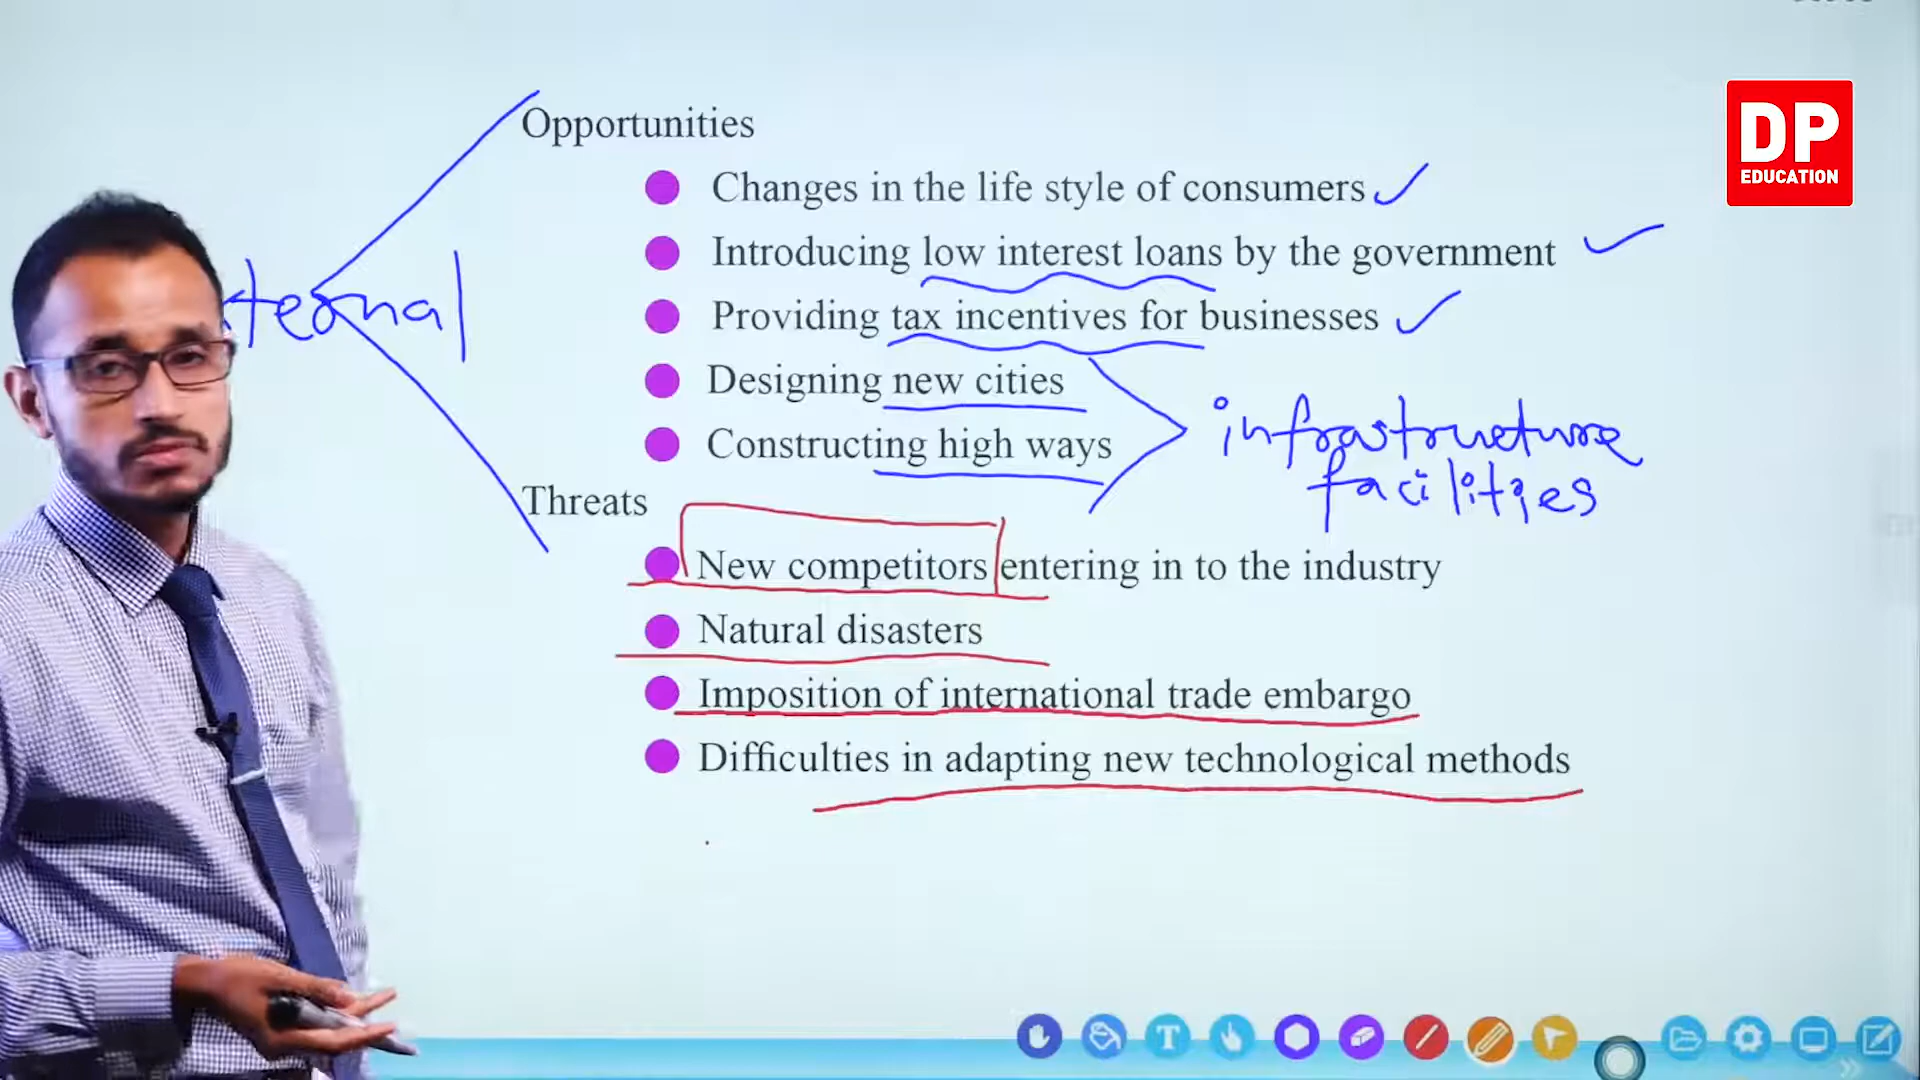 DP
EDUCATION
Opportunities
Changes in the life style of consumers
Introducing low interest loans by the government
ternal
Providing tax incentives for businesses
Designing new cities
Constructing high ways
infrastructure
facilities
Threats
New competitors entering in to the industry
Natural disasters
Imposition of international trade embargo
Difficulties in adapting new technological methods
T